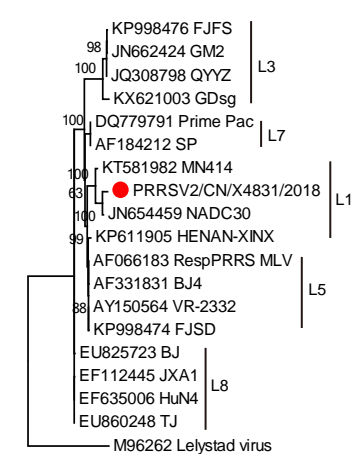 KP998476 FJFS
98
JN662424 GM2
JQ308798 QYYZ
L3
100
KX621003 GDsg
100
DQ779791 Prime Pac
L7
AF184212 SP
KT581982 MN414
100
PRRSV2/CN/X4831/2018
63
L1
JN654459 NADC30
100
KP611905 HENAN-XINX
99
AF066183 RespPRRS MLV
AF331831 BJ4
L5
AY150564 VR-2332
KP998474 FJSD
EU825723 BJ
EF112445 JXA1
L8
EF635006 HuN4
EU860248 TJ
M96262 Lelystad virus